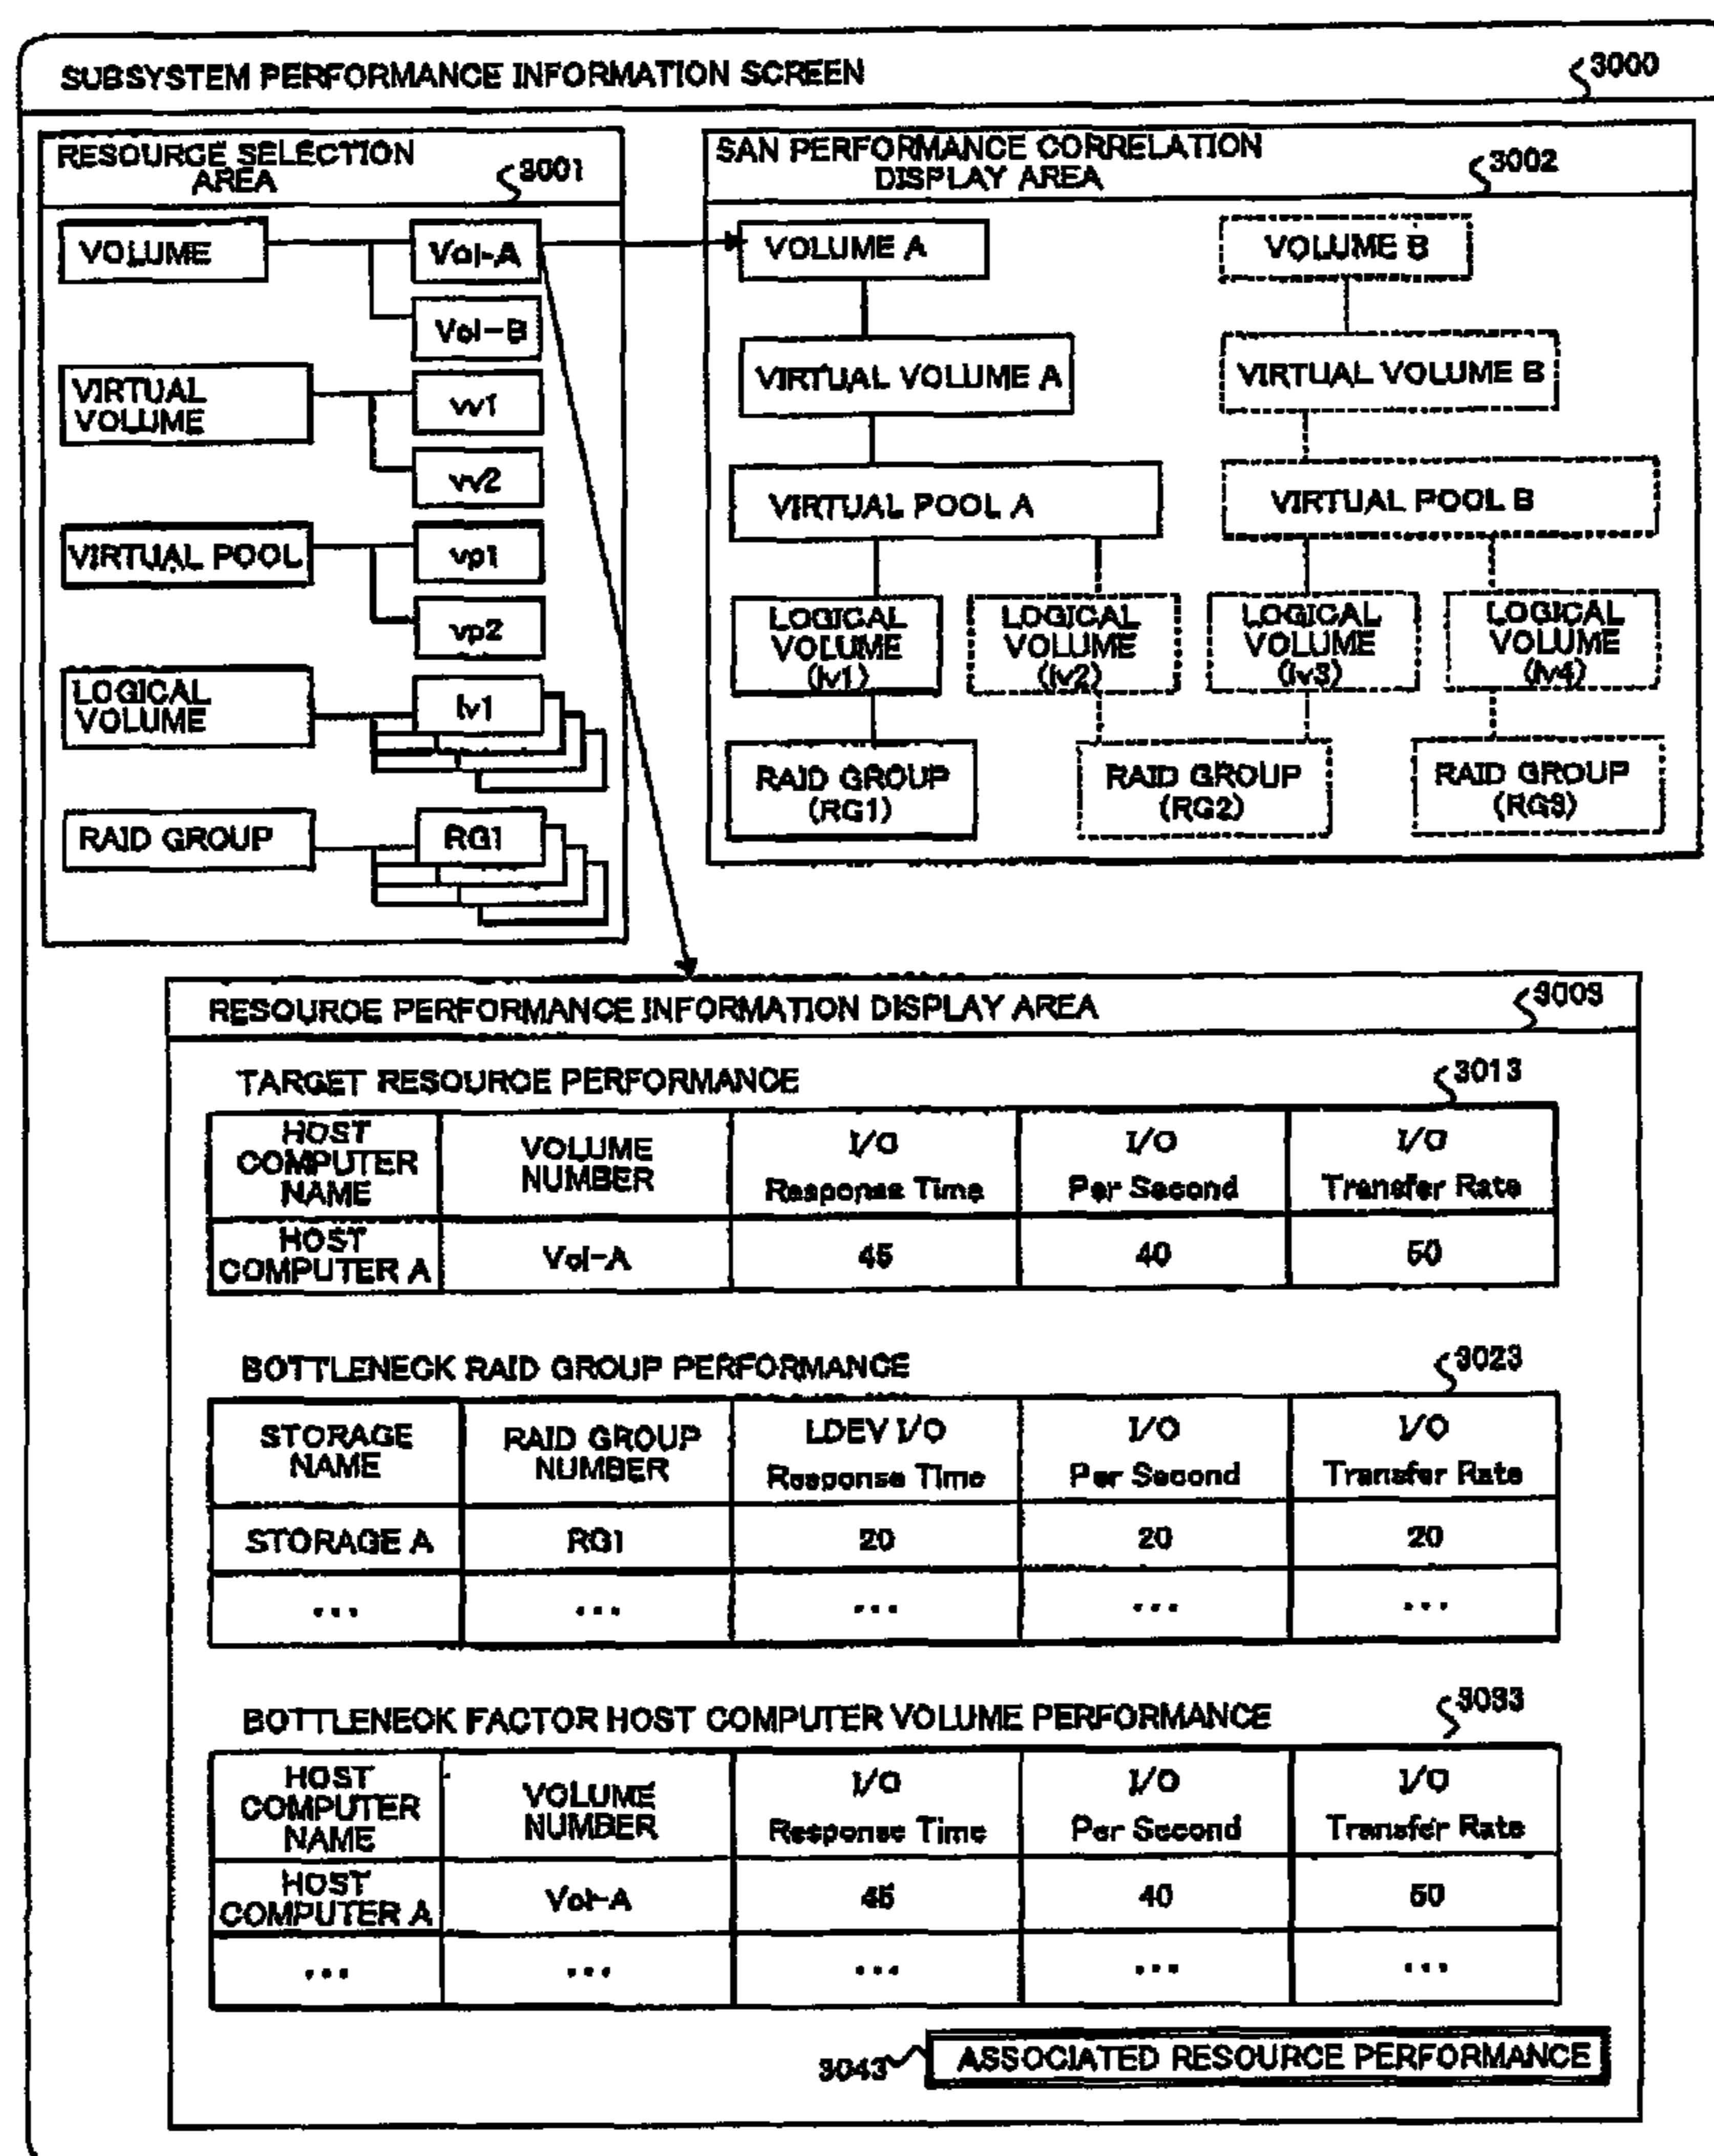 SUBSYSTEM PERFORMANCE INFORMATION SCREEN
3000
RESOURCE SELECTION
AREA
3001
VOLUME
Vol-A
Vol-B
VIRTUAL
VOLUME
vv1
vv2
VIRTUAL POOL
vp1
vp2
LOGICAL
VOLUME
lv1
RAID GROUP
RG1
SAN PERFORMANCE CORRELATION
DISPLAY AREA
3002
VOLUME A
VOLUME B
VIRTUAL VOLUME A
VIRTUAL VOLUME B
VIRTUAL POOL A
VIRTUAL POOL B
LOGICAL
VOLUME
(lv1)
LOGICAL
VOLUME
(lv2)
LOGICAL
VOLUME
(lv3)
LOGICAL
VOLUME
(lv4)
RAID GROUP
(RG1)
RAID GROUP
(RG2)
RAID GROUP
(RG3)
RESOURCE PERFORMANCE INFORMATION DISPLAY AREA
3003
TARGET RESOURCE PERFORMANCE
3013
HOST
COMPUTER
NAME
VOLUME
NUMBER
I/O
Response Time
I/O
Per Second
I/O
Transfer Rate
HOST
COMPUTER A
Vol-A
45
40
50
BOTTLENECK RAID GROUP PERFORMANCE
3023
STORAGE
NAME
RAID GROUP
NUMBER
LDEV I/O
Response Time
I/O
Per Second
I/O
Transfer Rate
STORAGE A
RG1
20
20
20
...
...
...
...
...
BOTTLENECK FACTOR HOST COMPUTER VOLUME PERFORMANCE
3033
HOST
COMPUTER
NAME
VOLUME
NUMBER
I/O
Response Time
I/O
Per Second
I/O
Transfer Rate
HOST
COMPUTER A
Vol-A
45
40
50
...
...
...
...
...
3043
ASSOCIATED RESOURCE PERFORMANCE